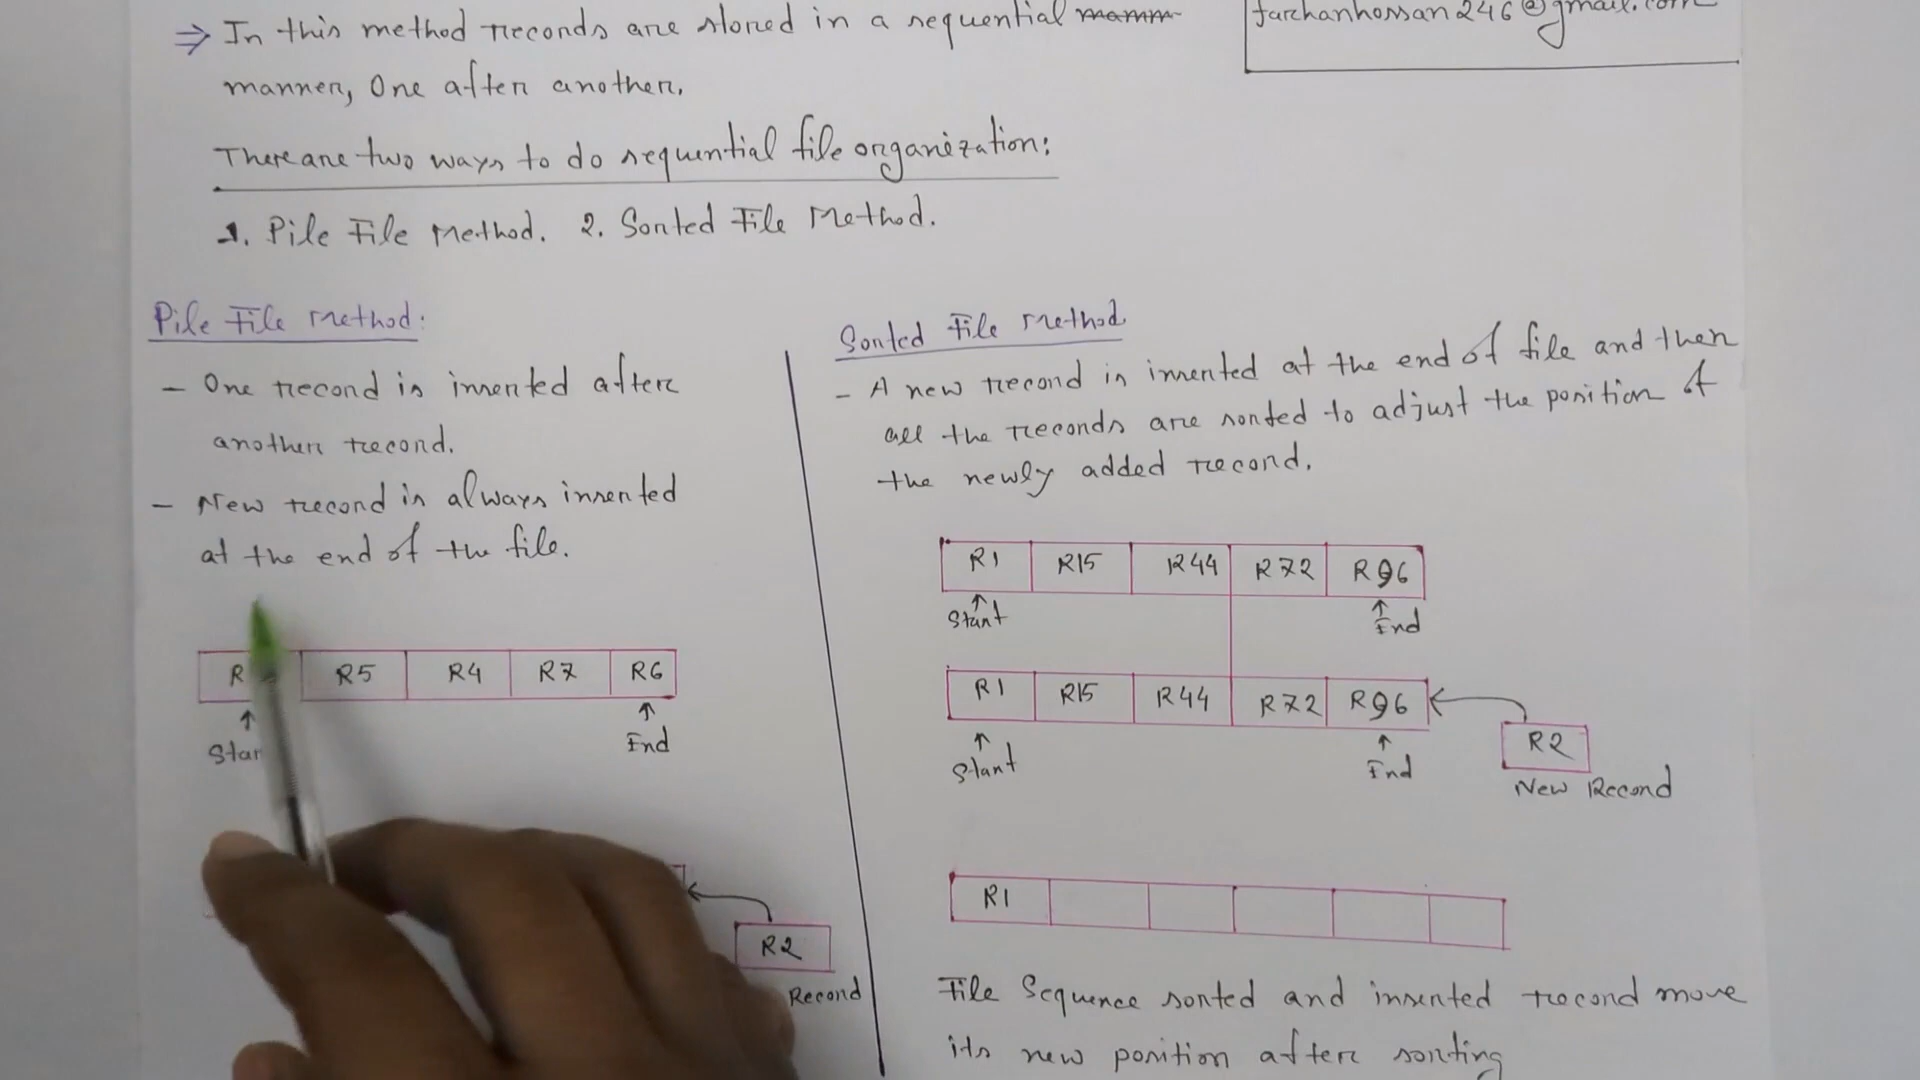 ⇒ In this method records are stored in a sequential
manner, One after another.
farhanhossan246@gmail.com
There are two ways to do sequential file organization:
1. Pile File Method. 2. Sorted File Method.
Pile File Method:
- One record is inserted after
another record.
- New record is always inserted
at the end of the file.
R5 R4 R7 R6
End
R2
Record
Sorted File Method
- A new record is inserted at the end of file and then
all the records are sorted to adjust the position of
the newly added record.
R1 R15 R44 R72 R96
Start End
R1 R15 R44 R72 R96
R2
Start End
New Record
R1
File Sequence sorted and inserted record move
its new position after sorting